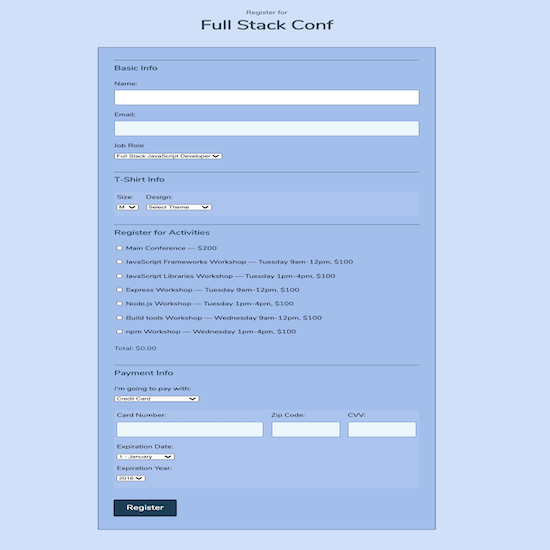 Register for
Full Stack Conf
Basic Info
Name:
Email:
Job Role
Full Stack JavaScript Developer
T-Shirt Info
Size: Design:
M Select Theme
Register for Activities
Main Conference — $200
JavaScript Frameworks Workshop — Tuesday 9am-12pm, $100
JavaScript Libraries Workshop — Tuesday 1pm-4pm, $100
Express Workshop — Tuesday 9am-12pm, $100
Node.js Workshop — Tuesday 1pm-4pm, $100
Build tools Workshop — Wednesday 9am-12pm, $100
npm Workshop — Wednesday 1pm-4pm, $100
Total: $0.00
Payment Info
I'm going to pay with:
Credit Card
Card Number: Zip Code: CVV:
Expiration Date:
1 - January
Expiration Year:
2016
Register